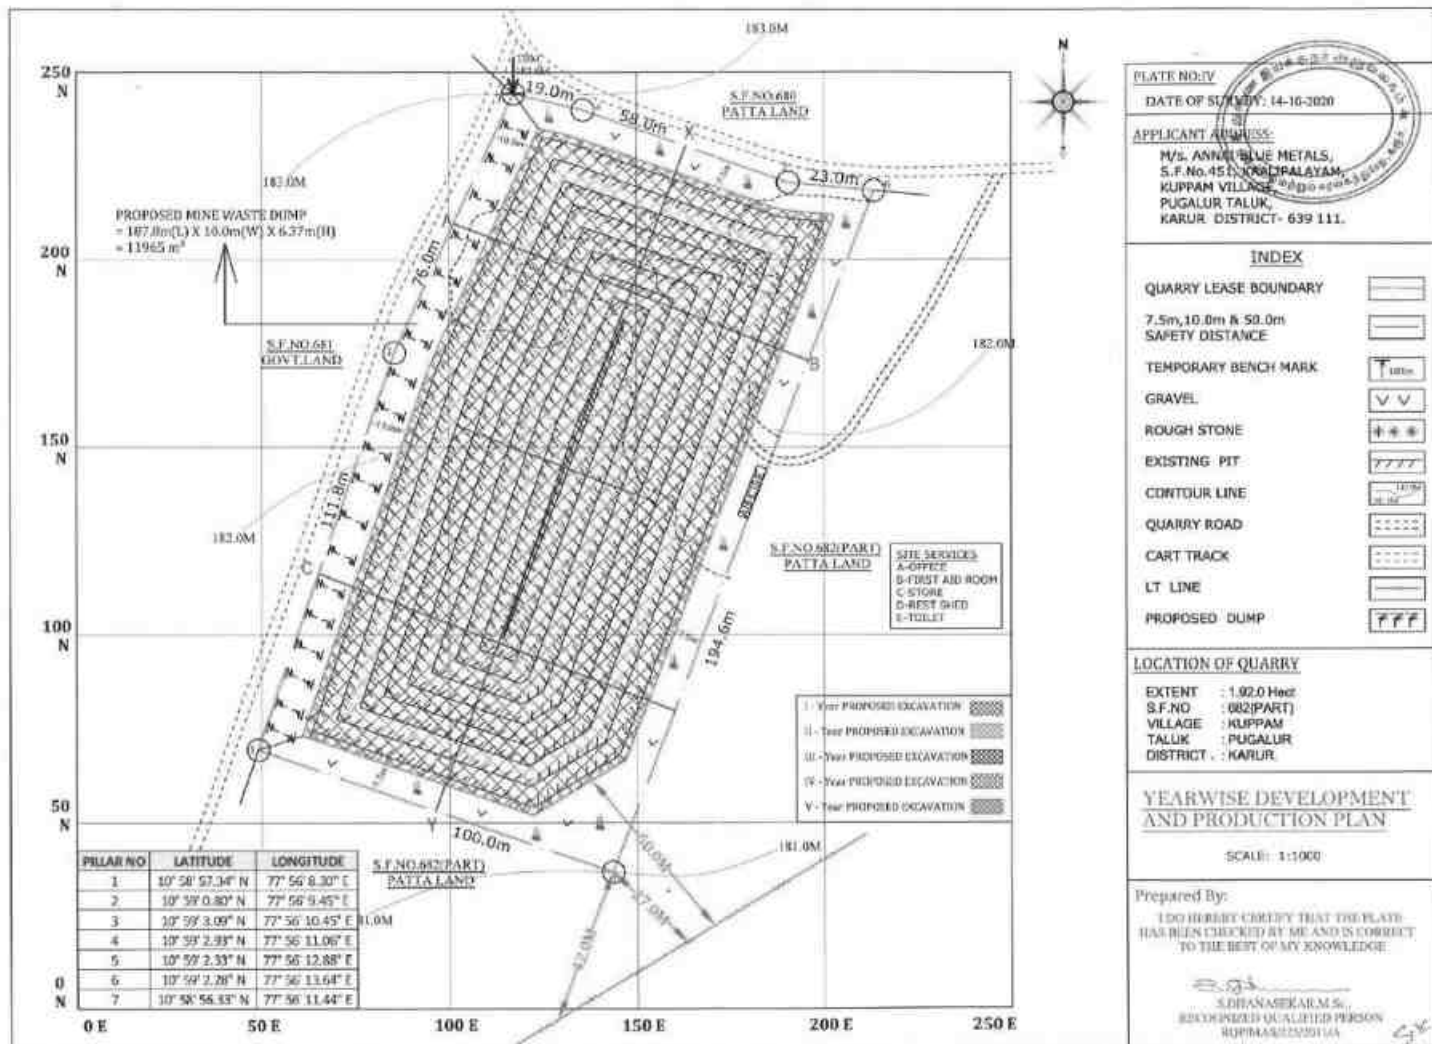 183.0M
250
N
N
19.0m
58.0m
S.F.NO.680
PATTA LAND
23.0m
183.0M
PROPOSED MINE WASTE DUMP
= 187.8m(L) X 10.0m(W) X 6.37m(H)
= 11965 m³
200
N
76.0m
S.F.NO.681
GOVT.LAND
182.0M
B
150
N
111.8m
182.0M
C'
S.F.NO.682(PART)
PATTA LAND
SITE SERVICES
A-OFFICE
B-FIRST AID ROOM
C-STORE
D-REST SHED
E-TOILET
100
N
194.6m
I - Year PROPOSED EXCAVATION
II - Year PROPOSED EXCAVATION
III - Year PROPOSED EXCAVATION
IV - Year PROPOSED EXCAVATION
V - Year PROPOSED EXCAVATION
50
N
Y
100.0m
60.0M
181.0M
S.F.NO.682(PART)
PATTA LAND
27.0M
PILLAR NO LATITUDE LONGITUDE
1 10° 58' 57.34" N 77° 56' 8.30" E
2 10° 59' 0.80" N 77° 56' 9.45" E
3 10° 59' 3.09" N 77° 56' 10.45" E
4 10° 59' 2.93" N 77° 56' 11.06" E
5 10° 59' 2.33" N 77° 56' 12.88" E
6 10° 59' 2.28" N 77° 56' 13.64" E
7 10° 58' 56.33" N 77° 56' 11.44" E
0
N
0 E
50 E
100 E
150 E
200 E
250 E
PLATE NO:IV
DATE OF SURVEY: 14-10-2020
APPLICANT ADDRESS:
M/s. ANNAI BLUE METALS,
S.F.No.451, KAALIPALAYAM,
KUPPAM VILLAGE,
PUGALUR TALUK,
KARUR DISTRICT- 639 111.
INDEX
QUARRY LEASE BOUNDARY
7.5m,10.0m & 50.0m
SAFETY DISTANCE
TEMPORARY BENCH MARK
GRAVEL
ROUGH STONE
EXISTING PIT
CONTOUR LINE
QUARRY ROAD
CART TRACK
LT LINE
PROPOSED DUMP
LOCATION OF QUARRY
EXTENT : 1.92.0 Hect
S.F.NO : 682(PART)
VILLAGE : KUPPAM
TALUK : PUGALUR
DISTRICT . : KARUR
YEARWISE DEVELOPMENT
AND PRODUCTION PLAN
SCALE: 1:1000
Prepared By:
I DO HEREBY CERTIFY THAT THE PLATE
HAS BEEN CHECKED BY ME AND IS CORRECT
TO THE BEST OF MY KNOWLEDGE
S.DHANASEKAR.M.Sc.,
RECOGNIZED QUALIFIED PERSON